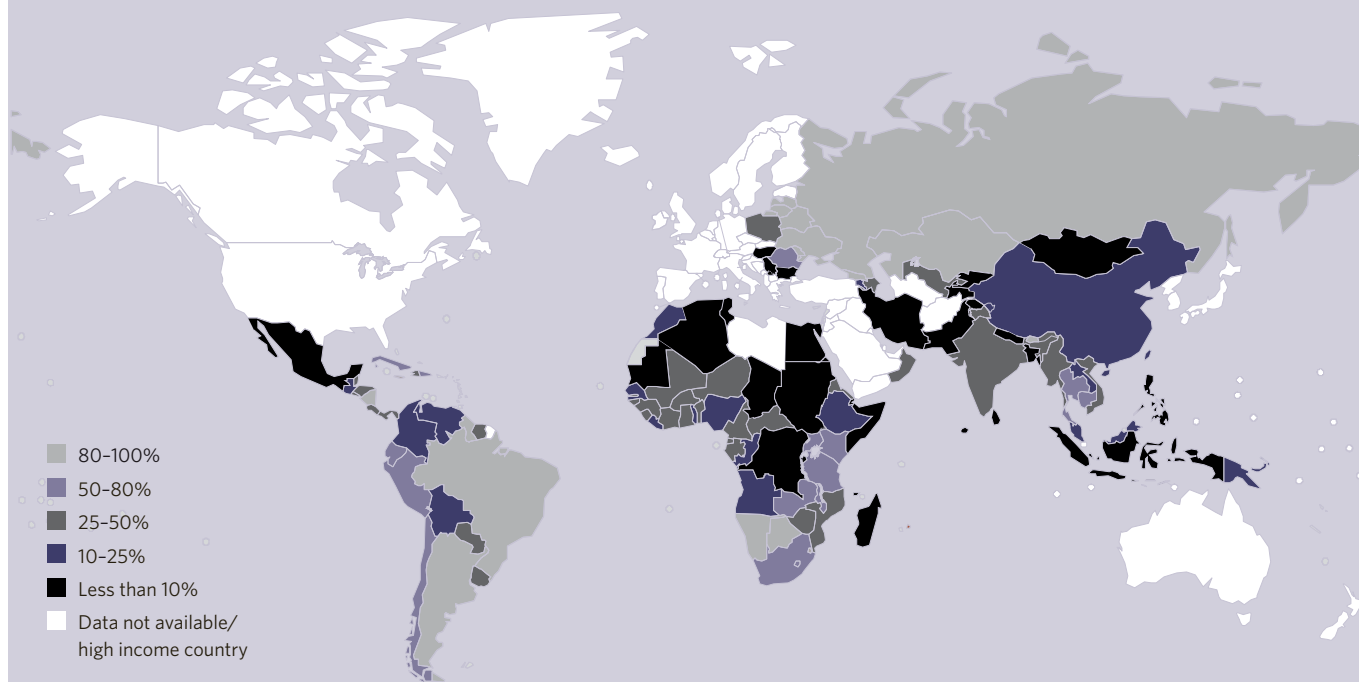 80–100%
50–80%
25–50%
10–25%
Less than 10%
Data not available/
high income country